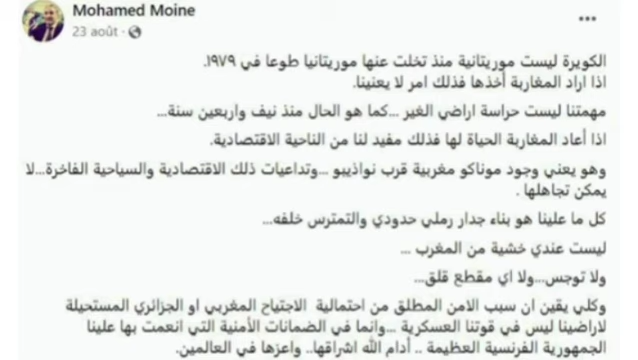 Mohamed Moine
23 août
الكويرة ليست موريتانية منذ تخلت عنها موريتانيا طوعا في ١٩٧٩.
اذا اراد المغاربة أخذها فذلك امر لا يعنينا.
مهمتنا ليست حراسة اراضي الغير ...كما هو الحال منذ نيف واربعين سنة...
اذا أعاد المغاربة الحياة لها فذلك مفيد لنا من الناحية الاقتصادية.
وهو يعني وجود موناكو مغربية قرب نواذيبو ...وتداعيات ذلك الاقتصادية والسياحية الفاخرة...لا
يمكن تجاهلها .
كل ما علينا هو بناء جدار رملي حدودي والتمترس خلفه...
ليست عندي خشية من المغرب ...
ولا توجس...ولا اي مقطع قلق...
وكلي يقين ان سبب الامن المطلق من احتمالية الاجتياح المغربي او الجزائري المستحيلة
لاراضينا ليس في قوتنا العسكرية ...وانما في الضمانات الأمنية التي انعمت بها علينا
الجمهورية الفرنسية العظيمة .. أدام الله اشراقها.. واعزها في العالمين.